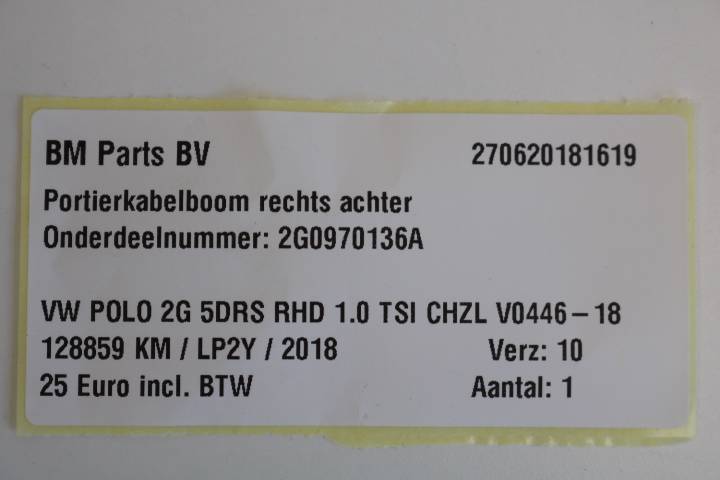 BM Parts BV 270620181619
Portierkabelboom rechts achter
Onderdeelnummer: 2G0970136A
VW POLO 2G 5DRS RHD 1.0 TSI CHZL V0446-18
128859 KM / LP2Y / 2018 Verz: 10
25 Euro incl. BTW Aantal: 1